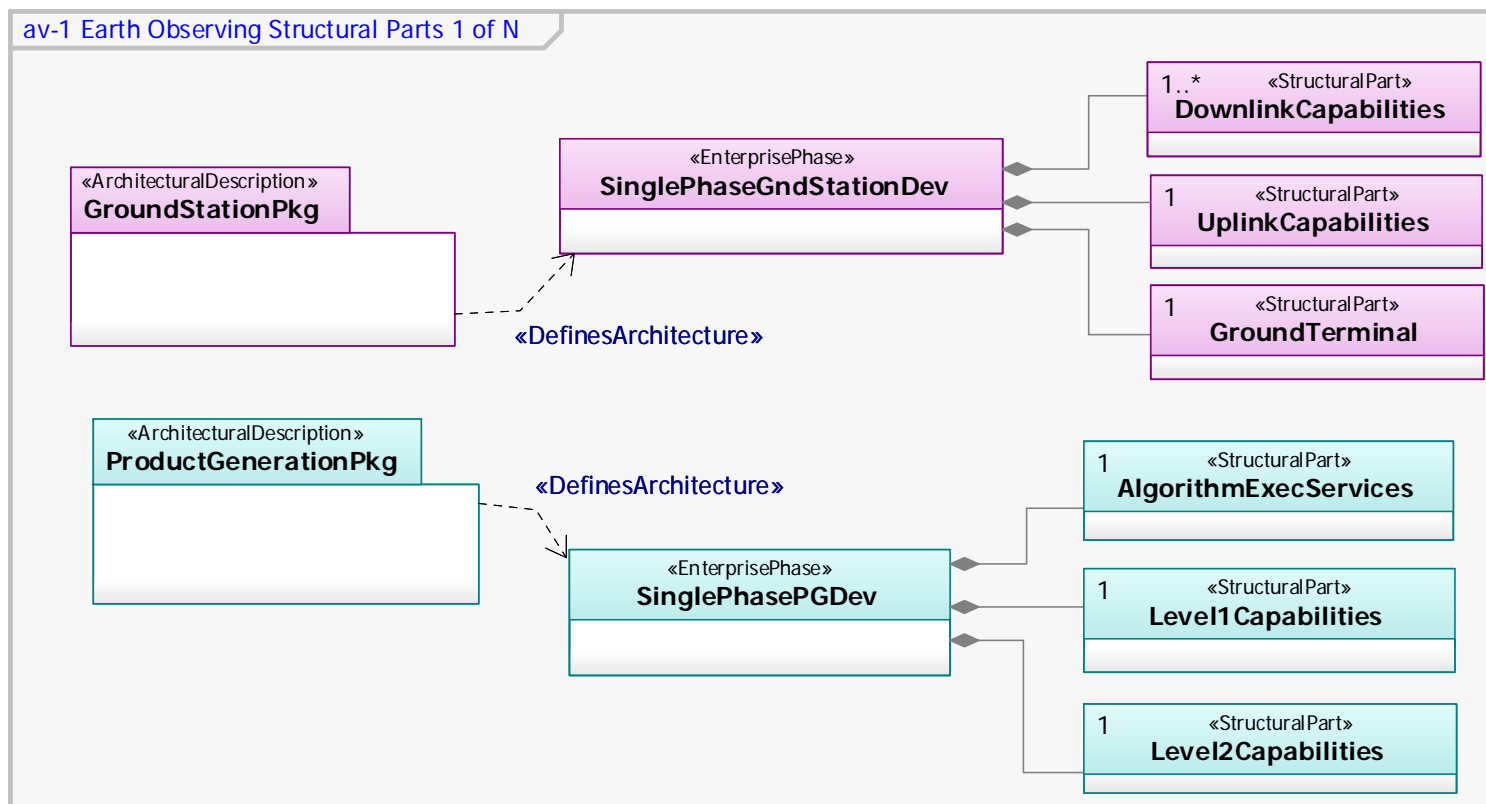 av-1 Earth Observing Structural Parts 1 of N
«ArchitecturalDescription»
GroundStationPkg
«EnterprisePhase»
SinglePhaseGndStationDev
«DefinesArchitecture»
1..* «StructuralPart»
DownlinkCapabilities
1 «StructuralPart»
UplinkCapabilities
1 «StructuralPart»
GroundTerminal
«ArchitecturalDescription»
ProductGenerationPkg
«DefinesArchitecture»
«EnterprisePhase»
SinglePhasePGDev
1 «StructuralPart»
AlgorithmExecServices
1 «StructuralPart»
Level1Capabilities
1 «StructuralPart»
Level2Capabilities